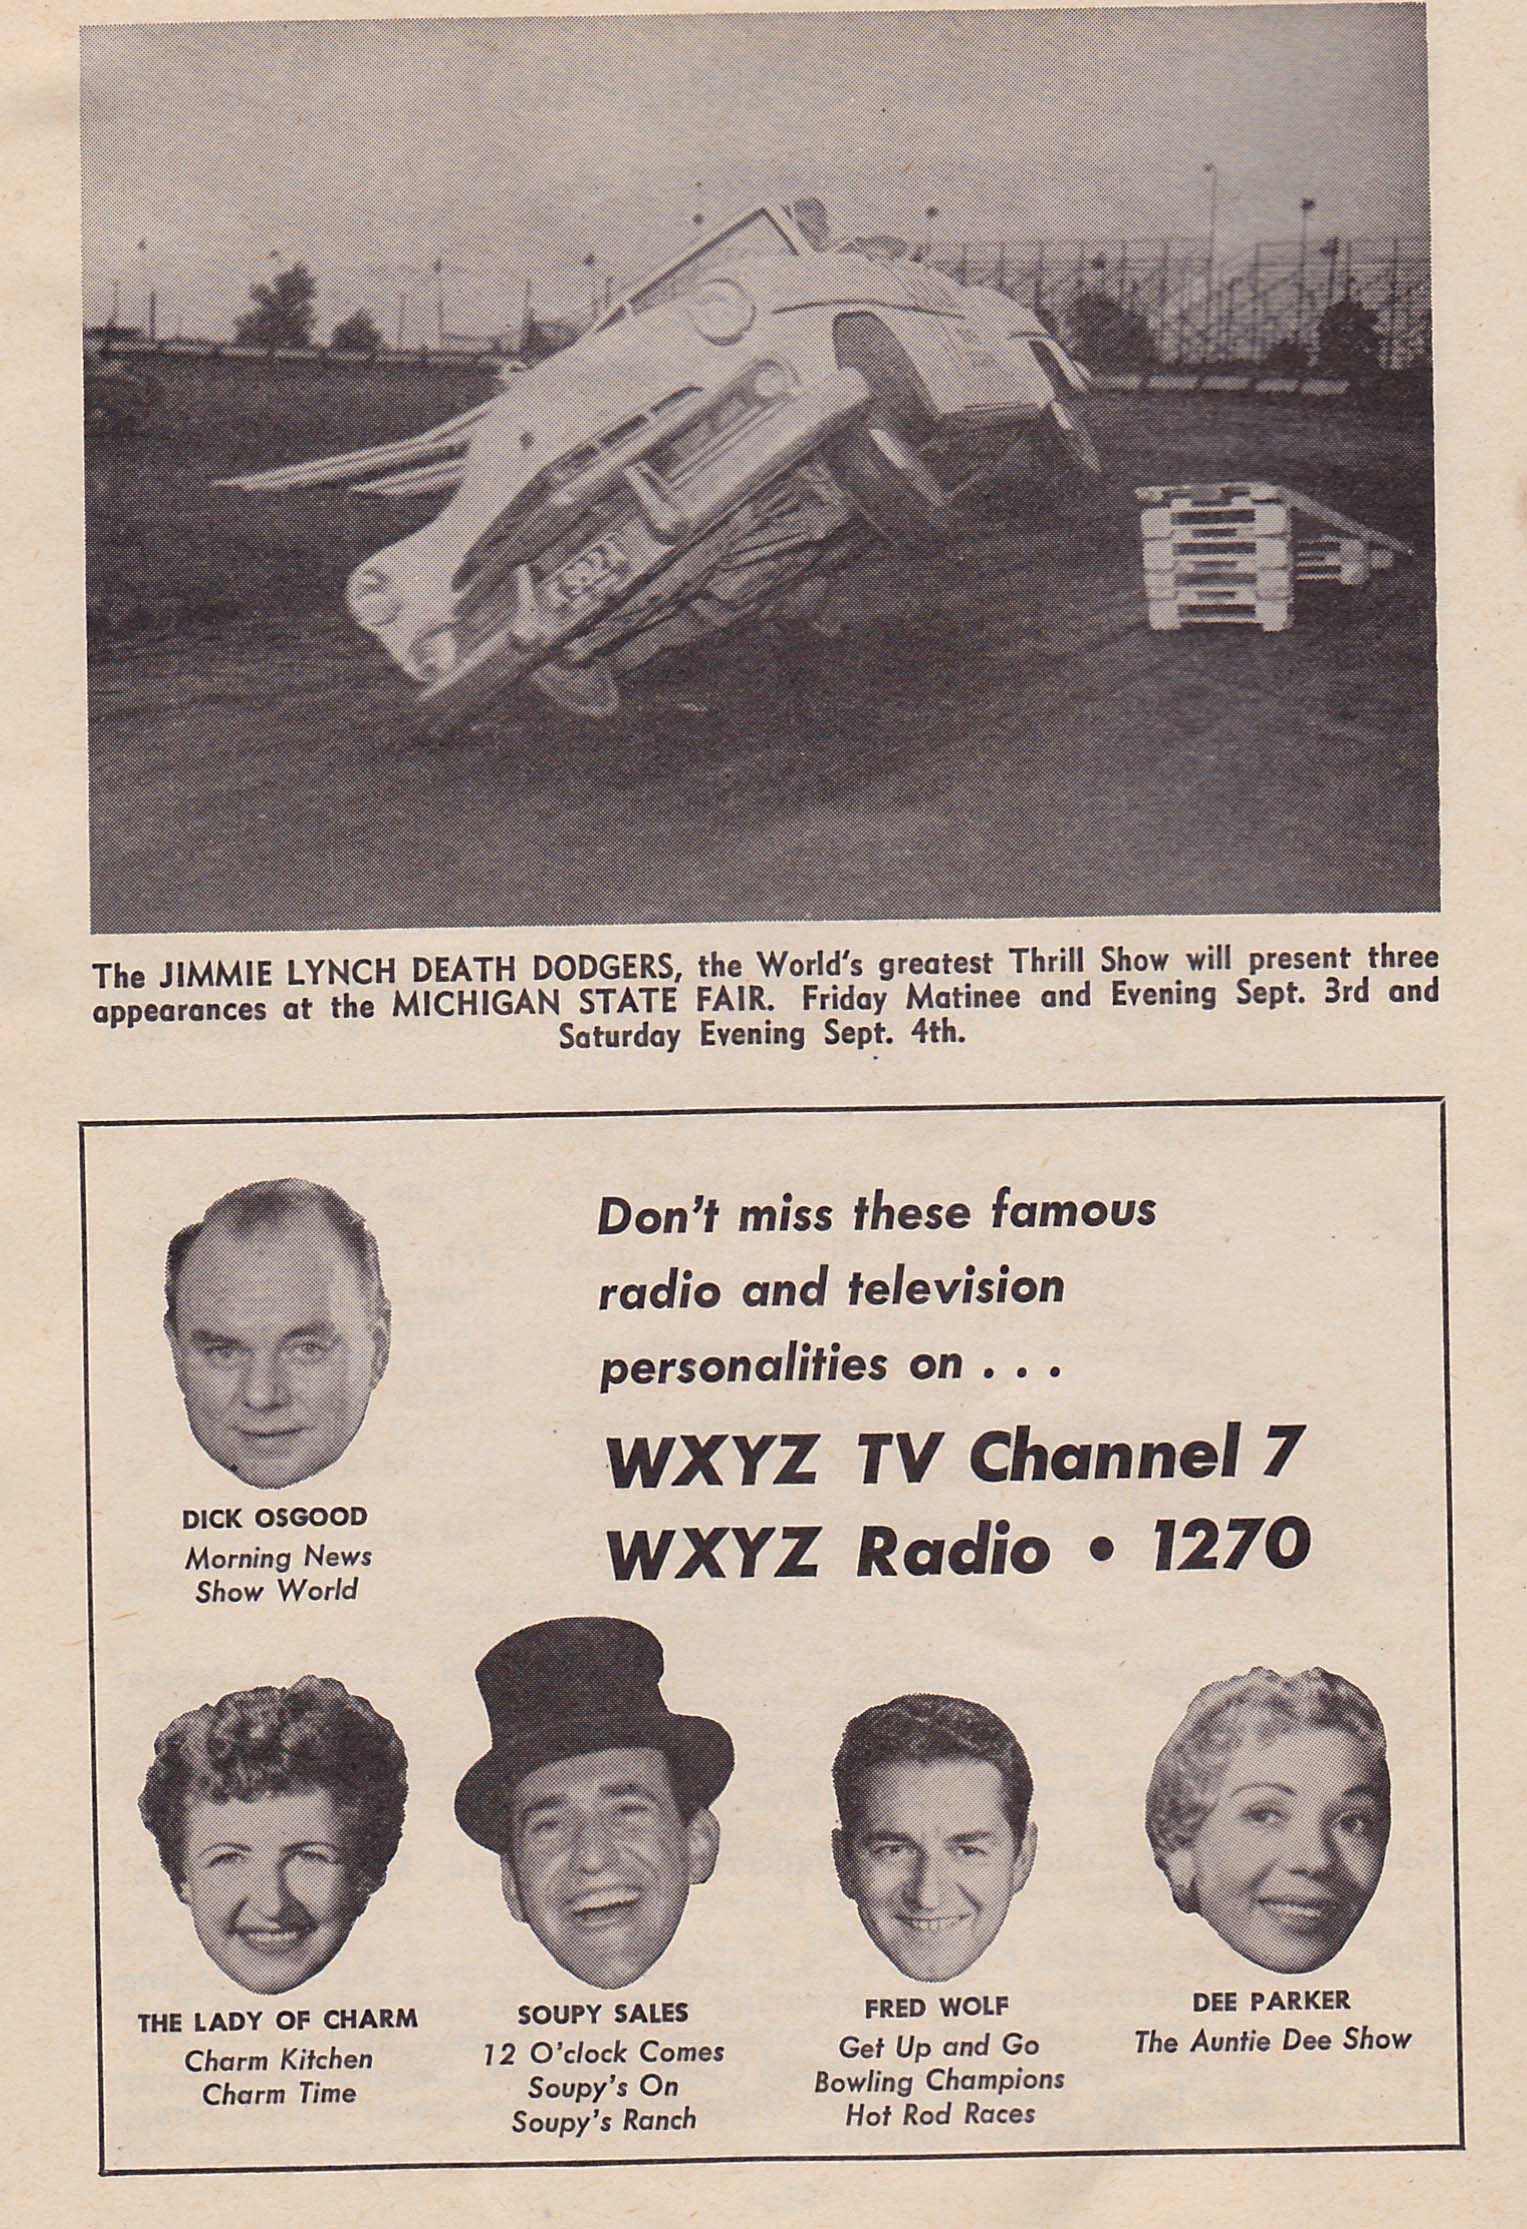 The JIMMIE LYNCH DEATH DODGERS, the World's greatest Thrill Show will present three
appearances at the MICHIGAN STATE FAIR. Friday Matinee and Evening Sept. 3rd and
Saturday Evening Sept. 4th.
Don't miss these famous
radio and television
personalities on . . .
WXYZ TV Channel 7
WXYZ Radio • 1270
DICK OSGOOD
Morning News
Show World
THE LADY OF CHARM
Charm Kitchen
Charm Time
SOUPY SALES
12 O'clock Comes
Soupy's On
Soupy's Ranch
FRED WOLF
Get Up and Go
Bowling Champions
Hot Rod Races
DEE PARKER
The Auntie Dee Show